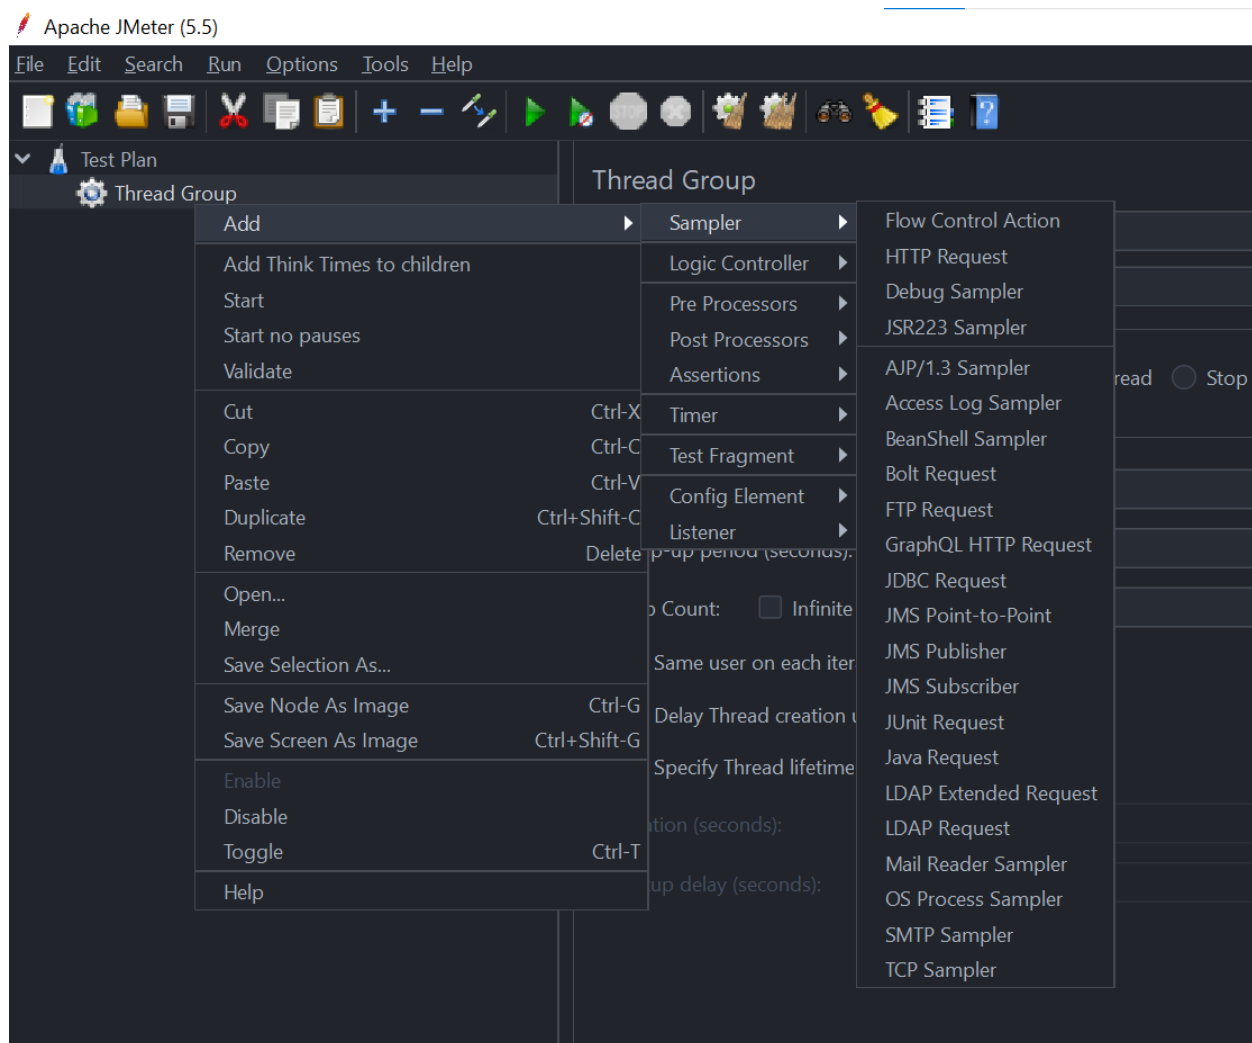 Apache JMeter (5.5)
File Edit Search Run Options Tools Help
STOP
Test Plan
Thread Group
Add
Add Think Times to children
Start
Start no pauses
Validate
Cut Ctrl-X
Copy Ctrl-C
Paste Ctrl-V
Duplicate Ctrl+Shift-C
Remove Delete
Open...
Merge
Save Selection As...
Save Node As Image Ctrl-G
Save Screen As Image Ctrl+Shift-G
Enable
Disable
Toggle Ctrl-T
Help
Sampler
Logic Controller
Pre Processors
Post Processors
Assertions
Timer
Test Fragment
Config Element
Listener
Flow Control Action
HTTP Request
Debug Sampler
JSR223 Sampler
AJP/1.3 Sampler
Access Log Sampler
BeanShell Sampler
Bolt Request
FTP Request
GraphQL HTTP Request
JDBC Request
JMS Point-to-Point
JMS Publisher
JMS Subscriber
JUnit Request
Java Request
LDAP Extended Request
LDAP Request
Mail Reader Sampler
OS Process Sampler
SMTP Sampler
TCP Sampler
Thread Group
read Stop
p-up period (seconds):
Count: Infinite
Same user on each iter
Delay Thread creation u
Specify Thread lifetime
tion (seconds):
up delay (seconds):